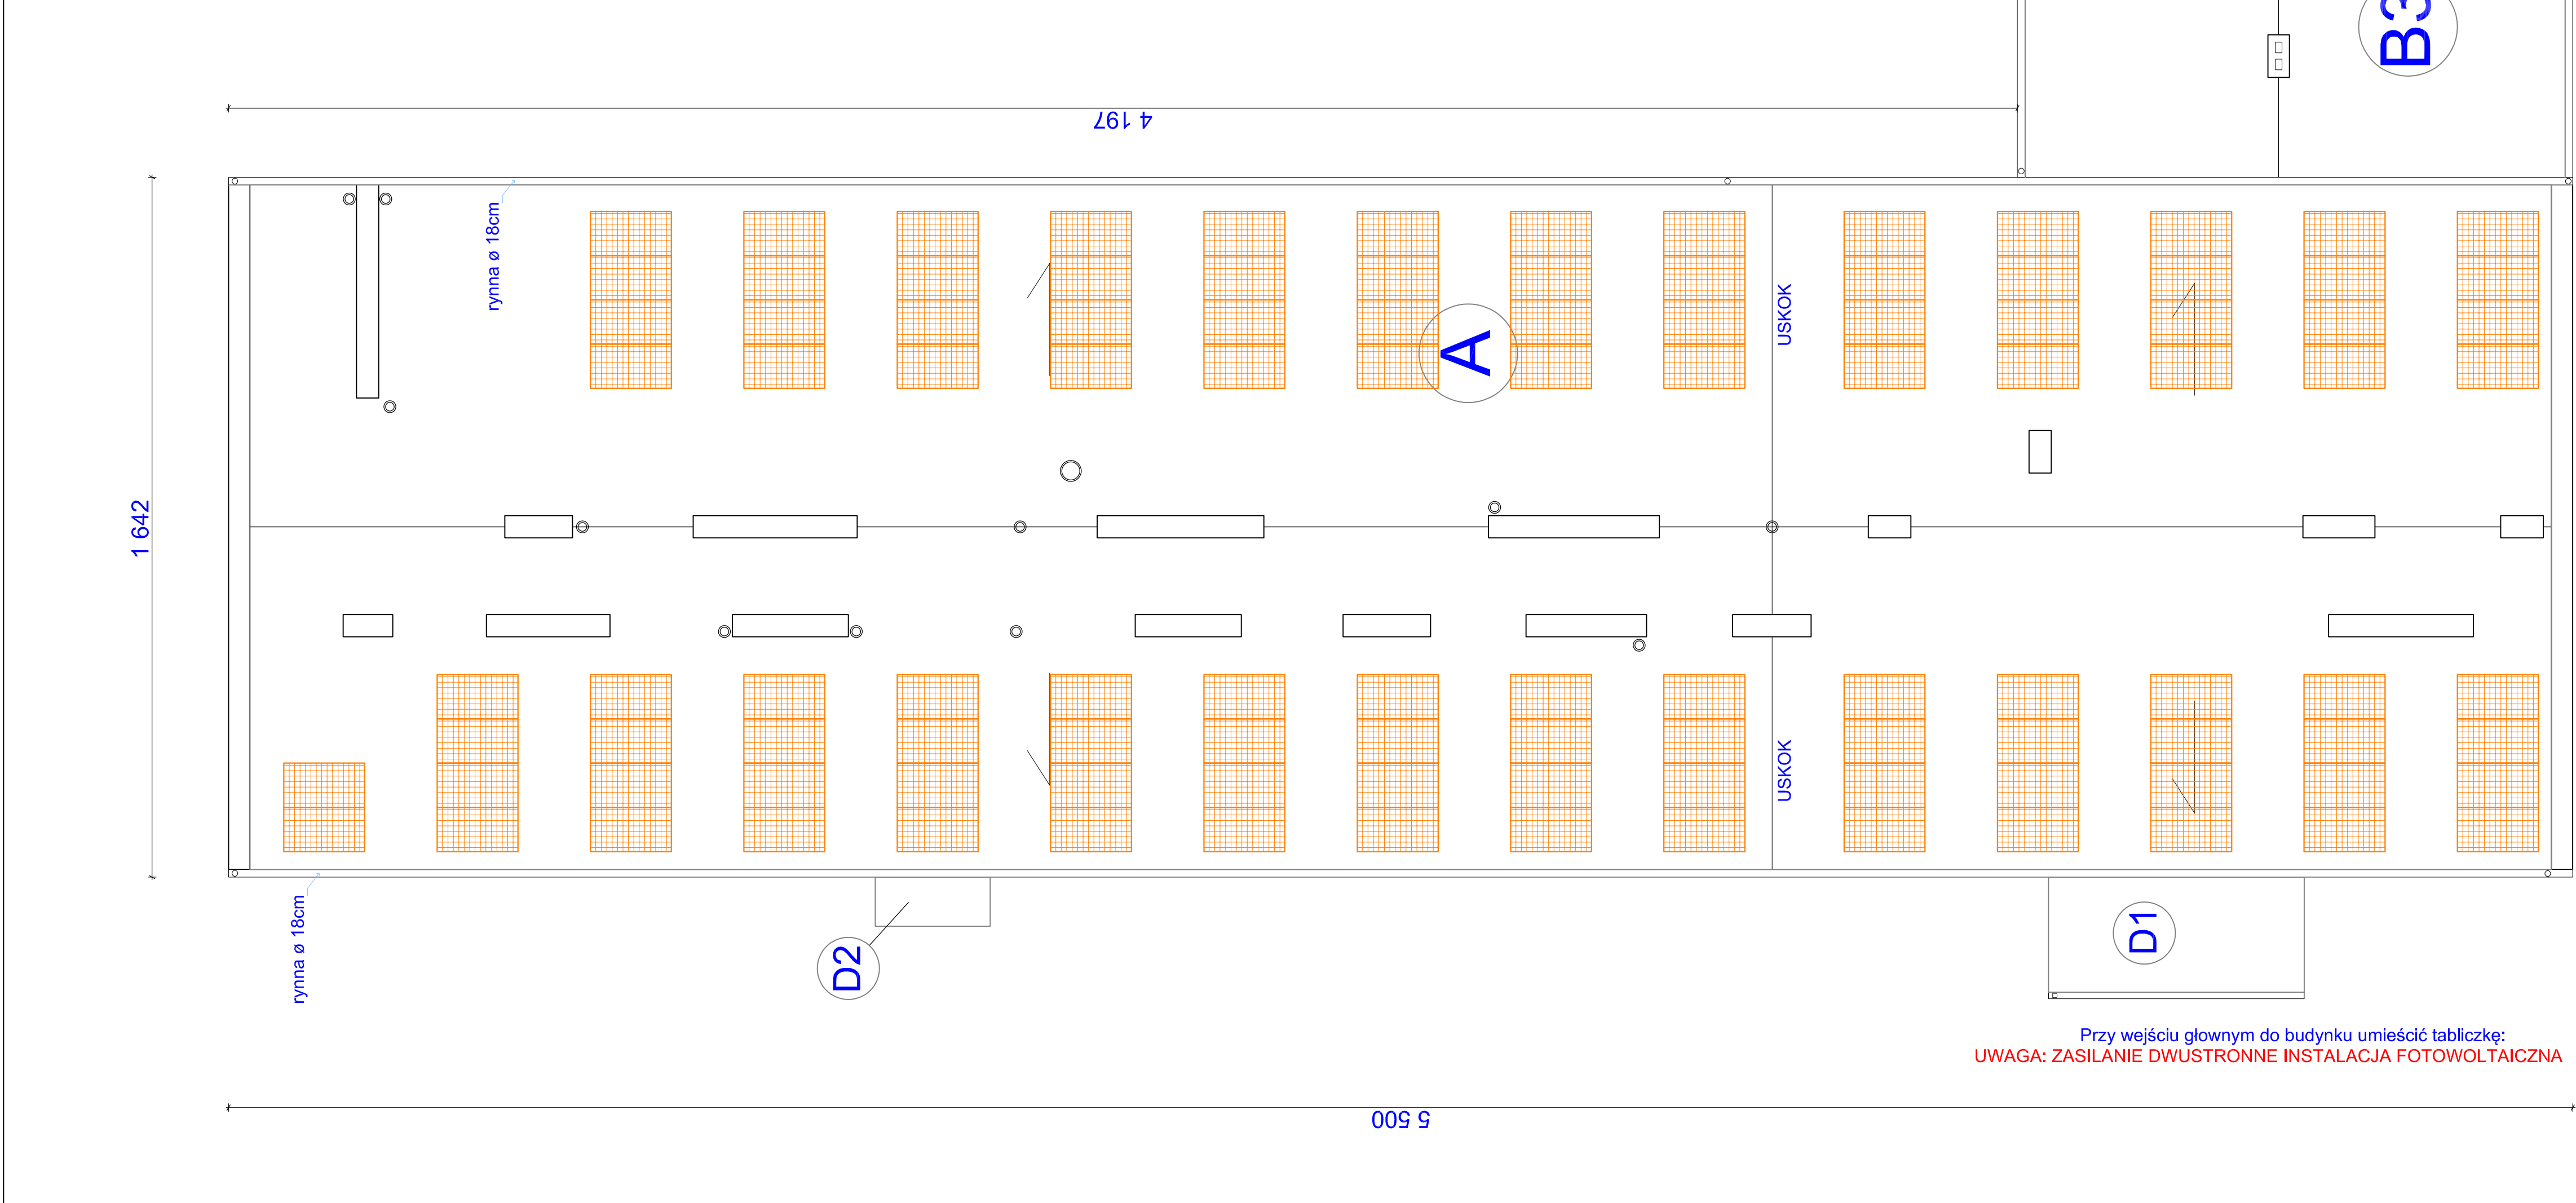 B3
4 197
rynna ø 18cm
A
USKOK
1 642
USKOK
rynna ø 18cm
D2
D1
Przy wejściu głownym do budynku umieścić tabliczkę:
UWAGA: ZASILANIE DWUSTRONNE INSTALACJA FOTOWOLTAICZNA
5 500